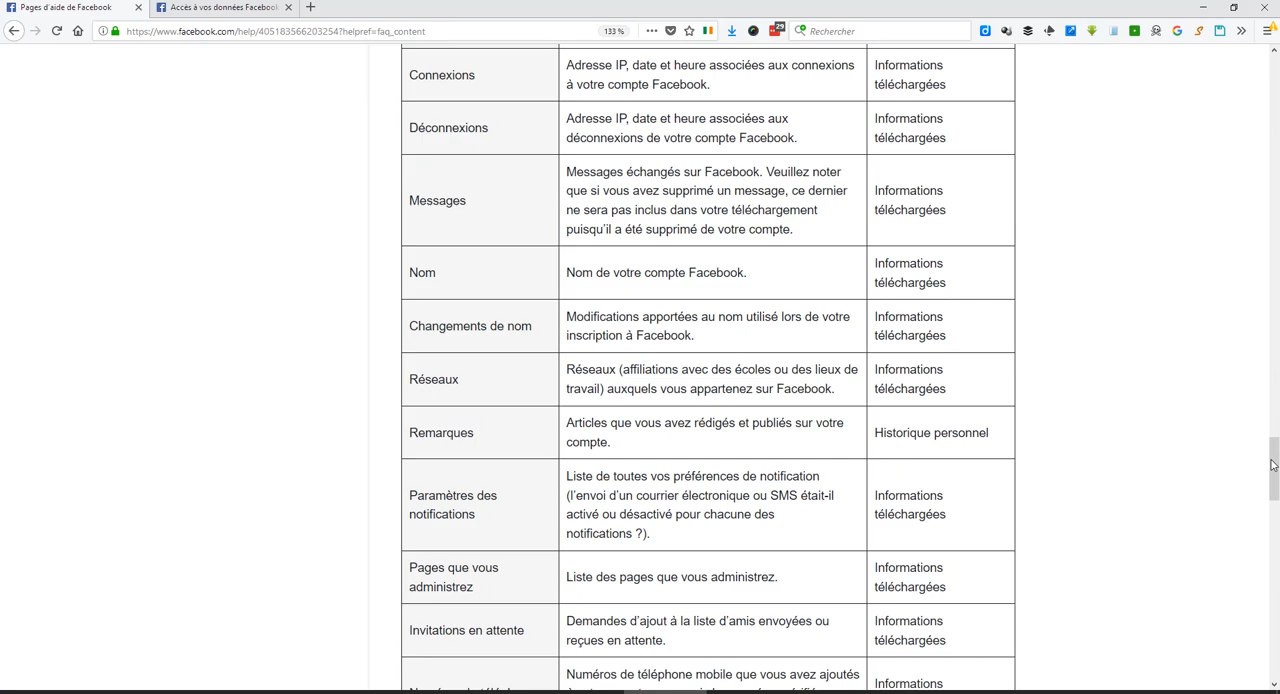 Pages d'aide de Facebook
Accès à vos données Facebook
https://www.facebook.com/help/405183566203254?helpref=faq_content
133 %
Rechercher
25
Connexions
Adresse IP, date et heure associées aux connexions
à votre compte Facebook.
Informations
téléchargées
Déconnexions
Adresse IP, date et heure associées aux
déconnexions de votre compte Facebook.
Informations
téléchargées
Messages
Messages échangés sur Facebook. Veuillez noter
que si vous avez supprimé un message, ce dernier
ne sera pas inclus dans votre téléchargement
puisqu'il a été supprimé de votre compte.
Informations
téléchargées
Nom
Nom de votre compte Facebook.
Informations
téléchargées
Changements de nom
Modifications apportées au nom utilisé lors de votre
inscription à Facebook.
Informations
téléchargées
Réseaux
Réseaux (affiliations avec des écoles ou des lieux de
travail) auxquels vous appartenez sur Facebook.
Informations
téléchargées
Remarques
Articles que vous avez rédigés et publiés sur votre
compte.
Historique personnel
Paramètres des
notifications
Liste de toutes vos préférences de notification
(l'envoi d'un courrier électronique ou SMS était-il
activé ou désactivé pour chacune des
notifications ?).
Informations
téléchargées
Pages que vous
administrez
Liste des pages que vous administrez.
Informations
téléchargées
Invitations en attente
Demandes d'ajout à la liste d'amis envoyées ou
reçues en attente.
Informations
téléchargées
Numéros de téléphone mobile que vous avez ajoutés
Informations